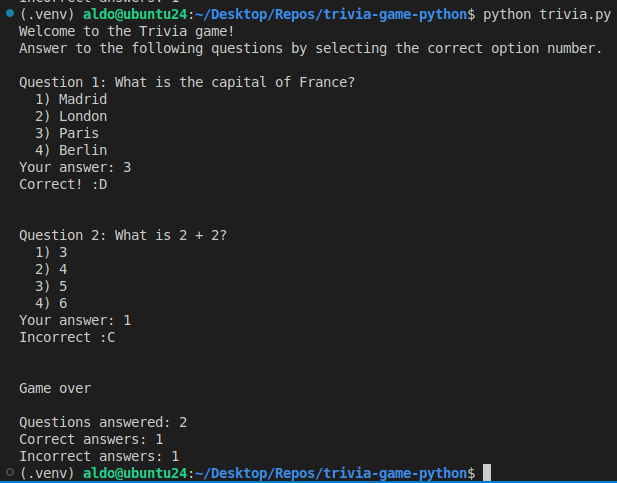 Incorrect answers: 1
(.venv) aldo@ubuntu24:~/Desktop/Repos/trivia-game-python$ python trivia.py
Welcome to the Trivia game!
Answer to the following questions by selecting the correct option number.
Question 1: What is the capital of France?
1) Madrid
2) London
3) Paris
4) Berlin
Your answer: 3
Correct! :D
Question 2: What is 2 + 2?
1) 3
2) 4
3) 5
4) 6
Your answer: 1
Incorrect :C
Game over
Questions answered: 2
Correct answers: 1
Incorrect answers: 1
(.venv) aldo@ubuntu24:~/Desktop/Repos/trivia-game-python$